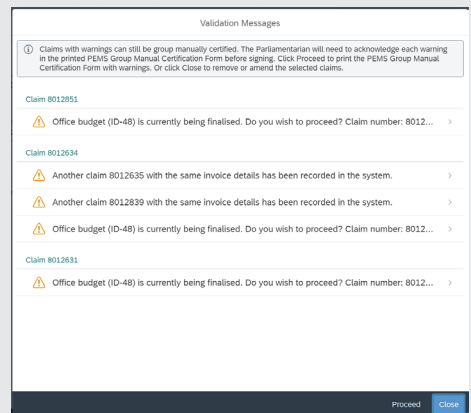 Validation Messages
Claims with warnings can still be group manually certified. The Parliamentarian will need to acknowledge each warning
in the printed PEMS Group Manual Certification Form before signing. Click Proceed to print the PEMS Group Manual
Certification Form with warnings. Or click Close to remove or amend the selected claims.
Claim 8012851
Office budget (ID-48) is currently being finalised. Do you wish to proceed? Claim number: 8012...
Claim 8012634
Another claim 8012635 with the same invoice details has been recorded in the system.
Another claim 8012839 with the same invoice details has been recorded in the system.
Office budget (ID-48) is currently being finalised. Do you wish to proceed? Claim number: 8012...
Claim 8012631
Office budget (ID-48) is currently being finalised. Do you wish to proceed? Claim number: 8012...
Proceed Close